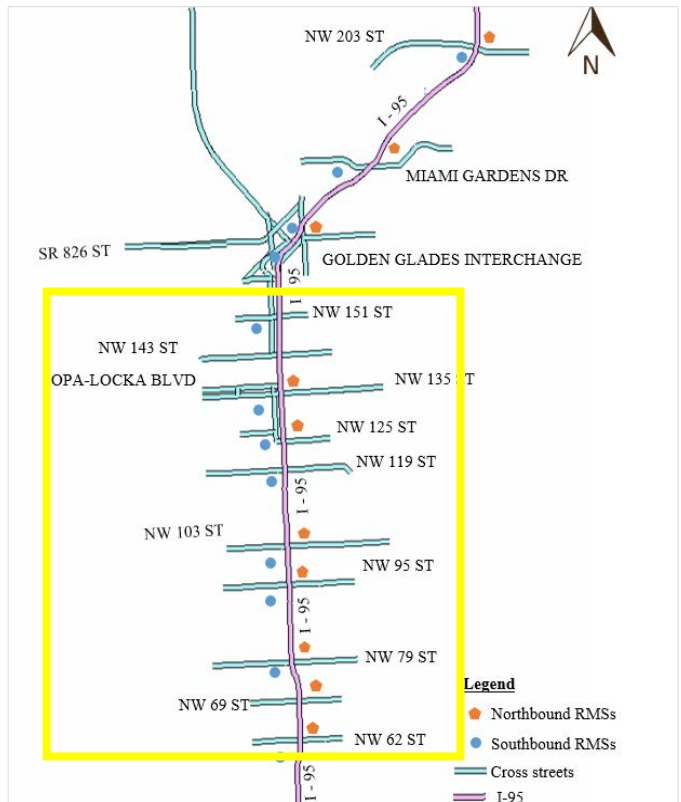 NW 203 ST
N
I - 95
MIAMI GARDENS DR
SR 826 ST
GOLDEN GLADES INTERCHANGE
I - 95
NW 151 ST
NW 143 ST
OPA-LOCKA BLVD
NW 135 ST
NW 125 ST
NW 119 ST
I - 95
NW 103 ST
NW 95 ST
I - 95
NW 79 ST
Legend
NW 69 ST
Northbound RMSs
NW 62 ST
Southbound RMSs
Cross streets
I - 95
I-95